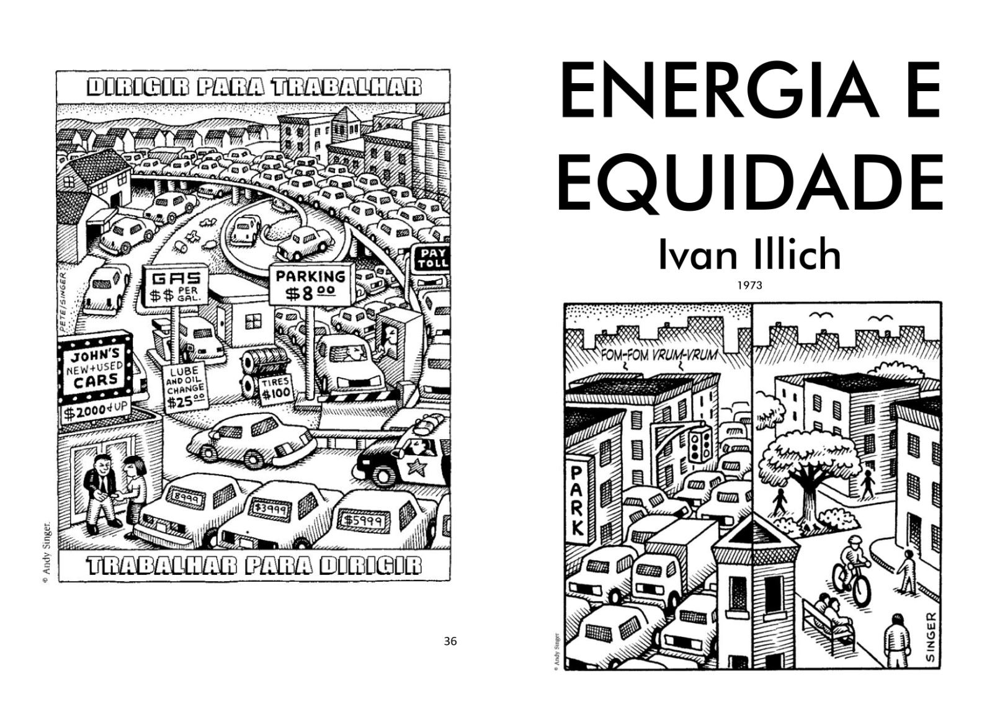 DIRIGIR PARA TRABALHAR
PAY
TOLL
GAS
$$ PER
GAL.
PARKING
$8 00
PETE/SINGER
JOHN'S
NEW+USED
CARS
$2000 & UP
LUBE
AND OIL
CHANGE
$25 00
TIRES
$100
8999
$3999
$5999
TRABALHAR PARA DIRIGIR
© Andy Singer.
36
ENERGIA E
EQUIDADE
Ivan Illich
1973
FOM-FOM VRUM-VRUM
PARK
SINGER
© Andy Singer